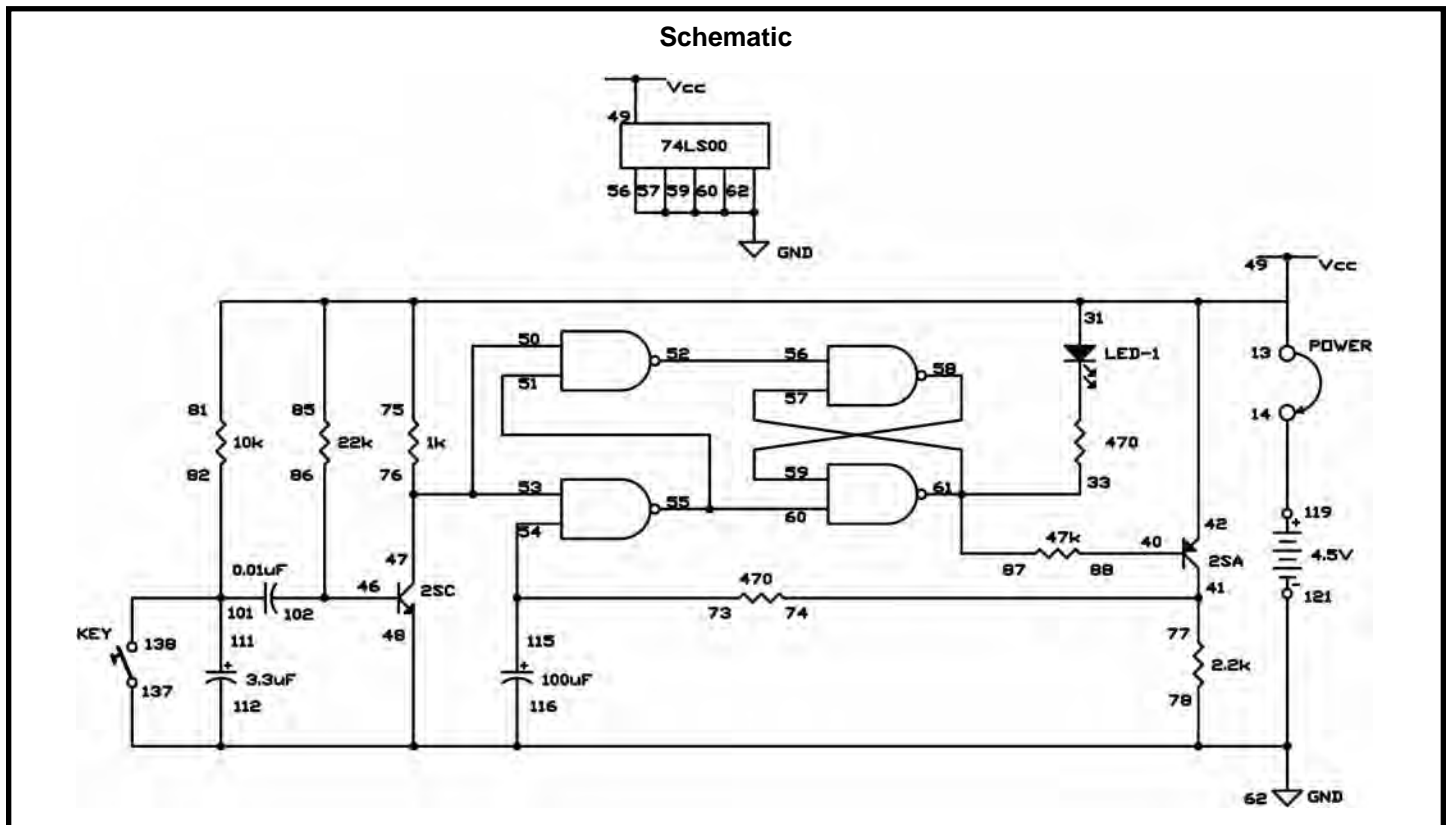 Schematic
Vcc
49
74LS00
56 57 59 60 62
GND
49 Vcc
31
50
52 56
LED-1
13 POWER
58
51
57
14
81 85 75
10k 22k 1k
470
82 86 76
59
33
53
61
55
60
119
54
42
47k 40
+
47
2SA
4.5V
0.01uF
87 88
46 2SC
470
41
-
121
101 102
73 74
KEY
138
48
111
115
77
+
+
3.3uF
100uF
2.2k
137
112
116
78
62 GND